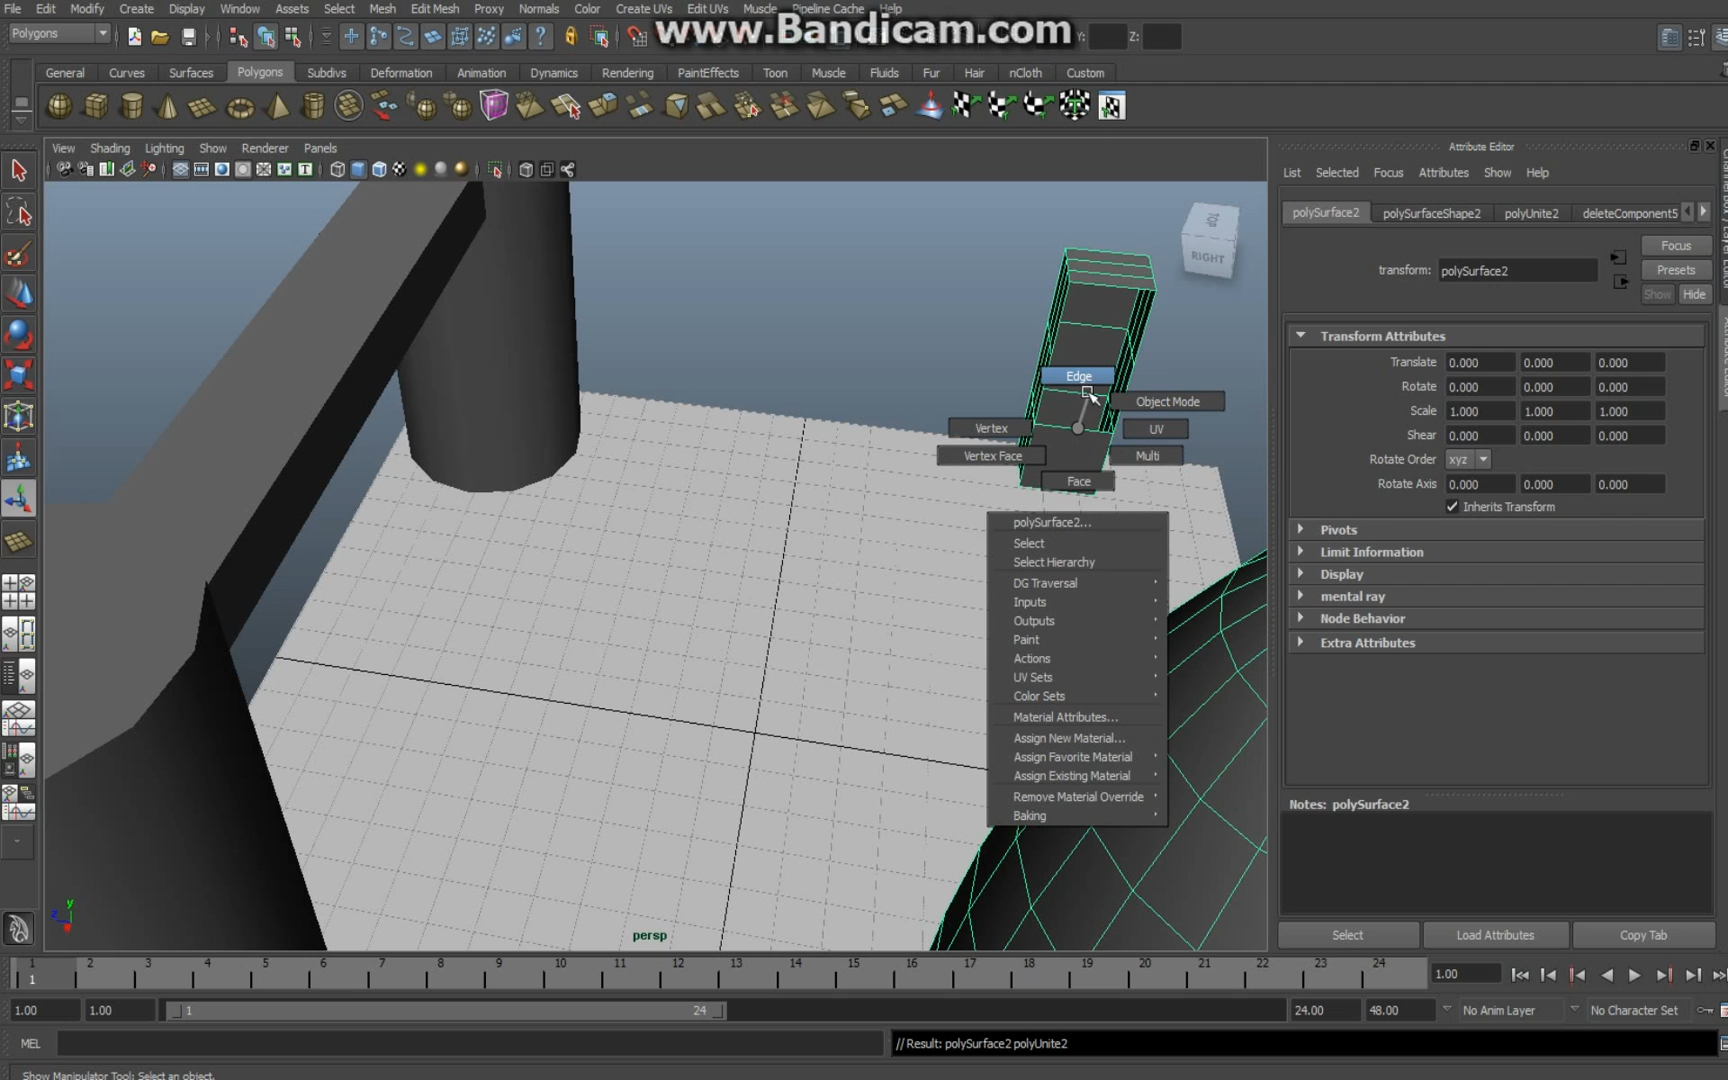 File Edit Modify Create Display Window Assets Select Mesh Edit Mesh Proxy Normals Color Create UVs Edit UVs Muscle Pipeline Cache Help
www.Bandicam.com
Polygons
Y: Z:
General Curves Surfaces Polygons Subdivs Deformation Animation Dynamics Rendering PaintEffects Toon Muscle Fluids Fur Hair nCloth Custom
View Shading Lighting Show Renderer Panels
TOP
RIGHT
Edge
Object Mode
Vertex
UV
Vertex Face
Multi
Face
polySurface2...
Select
Select Hierarchy
DG Traversal
Inputs
Outputs
Paint
Actions
UV Sets
Color Sets
Material Attributes...
Assign New Material...
Assign Favorite Material
Assign Existing Material
Remove Material Override
Baking
y
z
persp
Attribute Editor
List Selected Focus Attributes Show Help
polySurface2 polySurfaceShape2 polyUnite2 deleteComponent5
Focus
transform: polySurface2
Presets
Show Hide
Transform Attributes
Translate 0.000 0.000 0.000
Rotate 0.000 0.000 0.000
Scale 1.000 1.000 1.000
Shear 0.000 0.000 0.000
Rotate Order xyz
Rotate Axis 0.000 0.000 0.000
Inherits Transform
Pivots
Limit Information
Display
mental ray
Node Behavior
Extra Attributes
Notes: polySurface2
Select Load Attributes Copy Tab
1 2 3 4 5 6 7 8 9 10 11 12 13 14 15 16 17 18 19 20 21 22 23 24
1
1.00
1.00 1.00 1 24 24.00 48.00 No Anim Layer No Character Set
MEL // Result: polySurface2 polyUnite2
Show Manipulator Tool: Select an object.